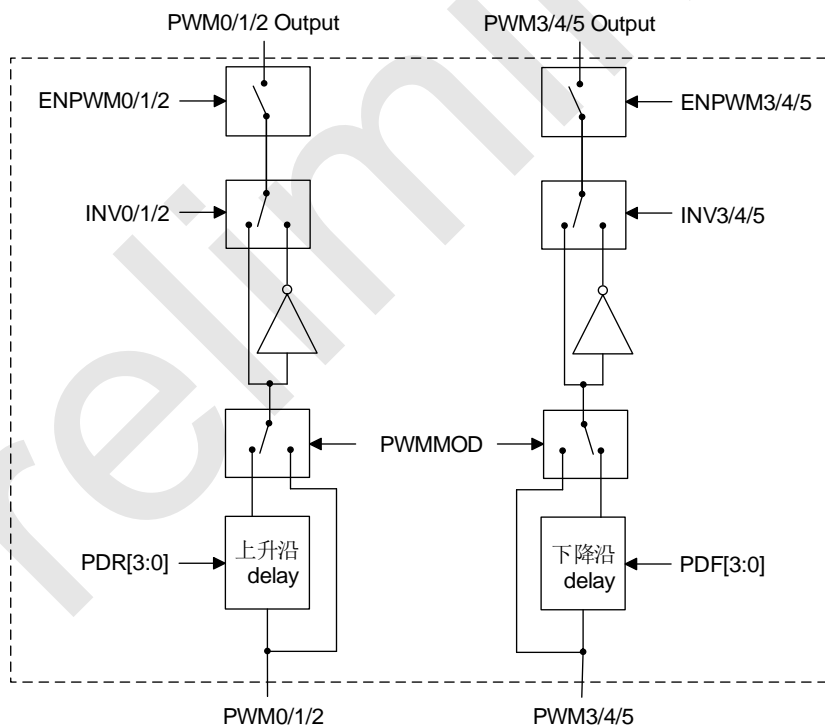 PWM0/1/2 Output PWM3/4/5 Output
ENPWM0/1/2 ENPWM3/4/5
INV0/1/2 INV3/4/5
PWMMOD
PDR[3:0] 上升沿 delay 下降沿 delay PDF[3:0]
PWM0/1/2 PWM3/4/5